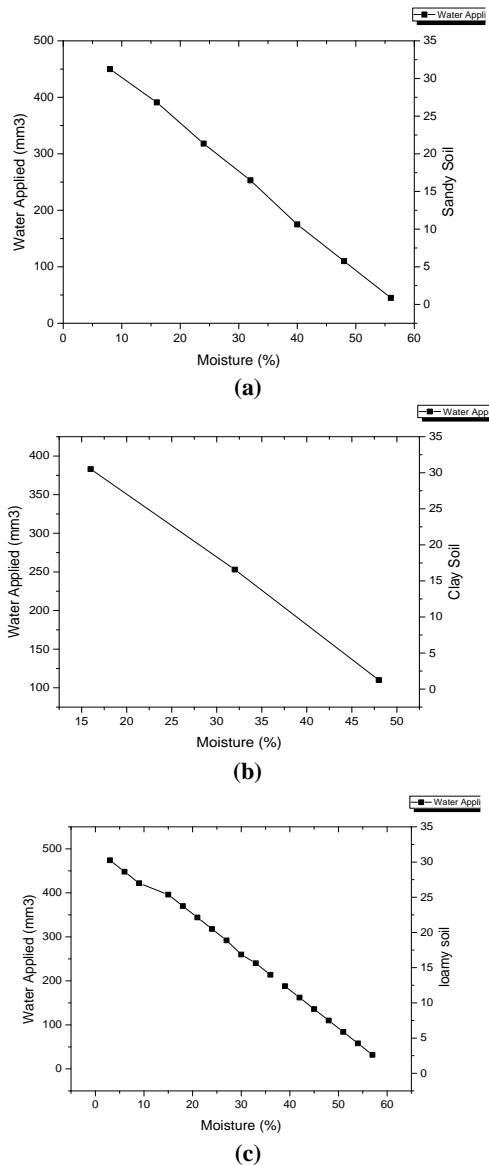 Water Appli
500
400
300
200
100
0
Water Applied (mm3)
35
30
25
20
15
10
5
0
Sandy Soil
0 10 20 30 40 50 60
Moisture (%)
(a)
Water App
400
350
300
250
200
150
100
Water Applied (mm3)
35
30
25
20
15
10
5
0
Clay Soil
15 20 25 30 35 40 45 50
Moisture (%)
(b)
Water Appli
500
400
300
200
100
0
Water Applied (mm3)
35
30
25
20
15
10
5
0
loamy soil
0 10 20 30 40 50 60
Moisture (%)
(c)